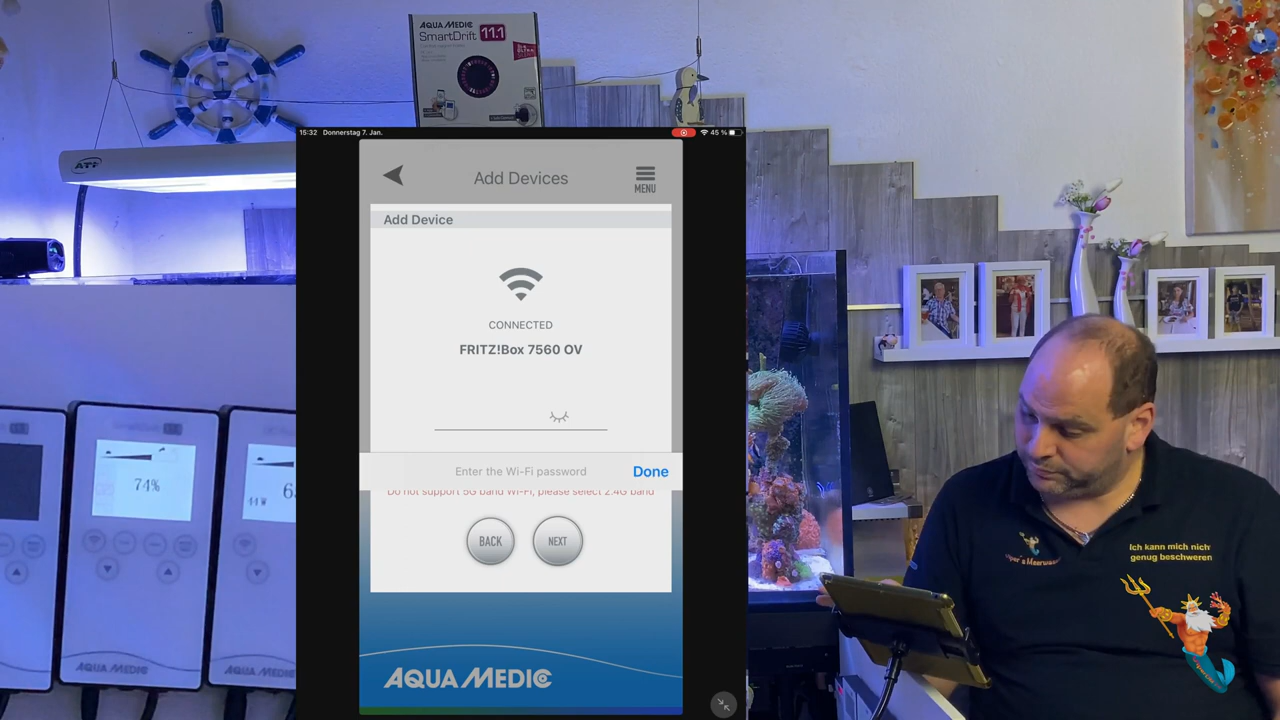 AQUA MEDIC
SmartDrift 11.1
15:32 Donnerstag 7. Jan.
45 %
ATI
Add Devices
MENU
Add Device
CONNECTED
FRITZ!Box 7560 OV
Enter the Wi-Fi password
Done
Do not support 5G band Wi-Fi, please select 2.4G band
BACK
NEXT
AQUA MEDIC
74%
44W
AQUA MEDIC
AQUA MEDIC
Ich kann mich nicht
genug beschweren